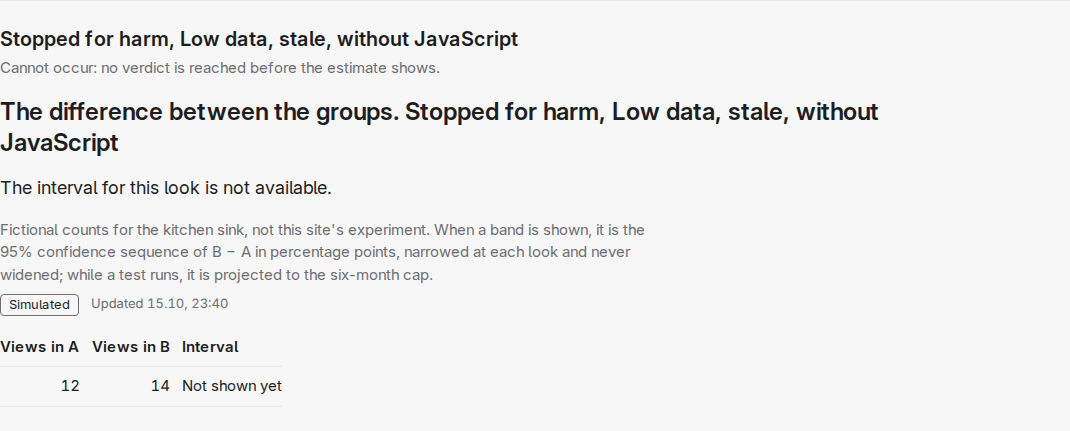 Stopped for harm, Low data, stale, without JavaScript
Cannot occur: no verdict is reached before the estimate shows.
The difference between the groups. Stopped for harm, Low data, stale, without
JavaScript
The interval for this look is not available.
Fictional counts for the kitchen sink, not this site's experiment. When a band is shown, it is the
95% confidence sequence of B − A in percentage points, narrowed at each look and never
widened; while a test runs, it is projected to the six-month cap.
Simulated Updated 15.10, 23:40
Views in A Views in B Interval
12 14 Not shown yet